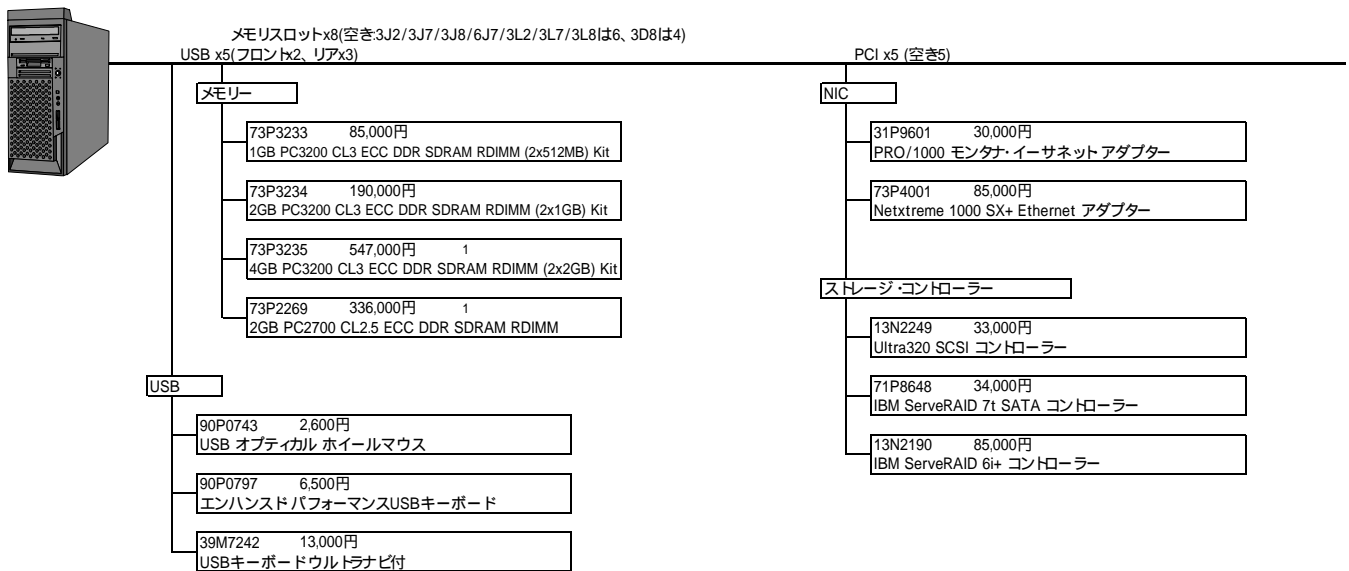 メモリスロットx8(空き:3J2/3J7/3J8/6J7/3L2/3L7/3L8は6、3D8は4)
USB x5(フロントx2、リアx3)
PCI x5 (空き5)
メモリー
73P3233 85,000円
1GB PC3200 CL3 ECC DDR SDRAM RDIMM (2x512MB) Kit
73P3234 190,000円
2GB PC3200 CL3 ECC DDR SDRAM RDIMM (2x1GB) Kit
73P3235 547,000円 1
4GB PC3200 CL3 ECC DDR SDRAM RDIMM (2x2GB) Kit
73P2269 336,000円 1
2GB PC2700 CL2.5 ECC DDR SDRAM RDIMM
USB
90P0743 2,600円
USB オプティカル ホイールマウス
90P0797 6,500円
エンハンスド パフォーマンスUSBキーボード
39M7242 13,000円
USBキーボードウルトラナビ付
NIC
31P9601 30,000円
PRO/1000 モンタナ・イーサネット アダプター
73P4001 85,000円
Netxtreme 1000 SX+ Ethernet アダプター
ストレージ・コントローラー
13N2249 33,000円
Ultra320 SCSI コントローラー
71P8648 34,000円
IBM ServeRAID 7t SATA コントローラー
13N2190 85,000円
IBM ServeRAID 6i+ コントローラー